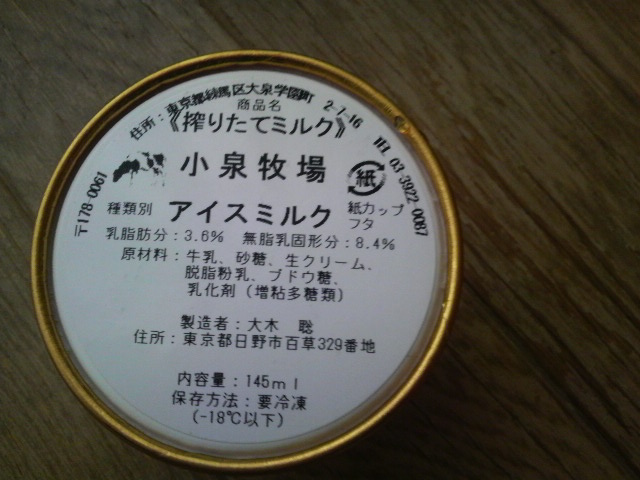 〒178-0061 住所：東京都練馬区大泉学園町 2-7-16 TEL 03-3922-0087
商品名
《搾りたてミルク》
小泉牧場
紙
紙カップ
フタ
種類別 アイスミルク
乳脂肪分：3.6% 無脂乳固形分：8.4%
原材料：牛乳、砂糖、生クリーム、
脱脂粉乳、ブドウ糖、
乳化剤（増粘多糖類）
製造者：大木 聡
住所：東京都日野市百草329番地
内容量：145ml
保存方法：要冷凍
(-18℃以下)